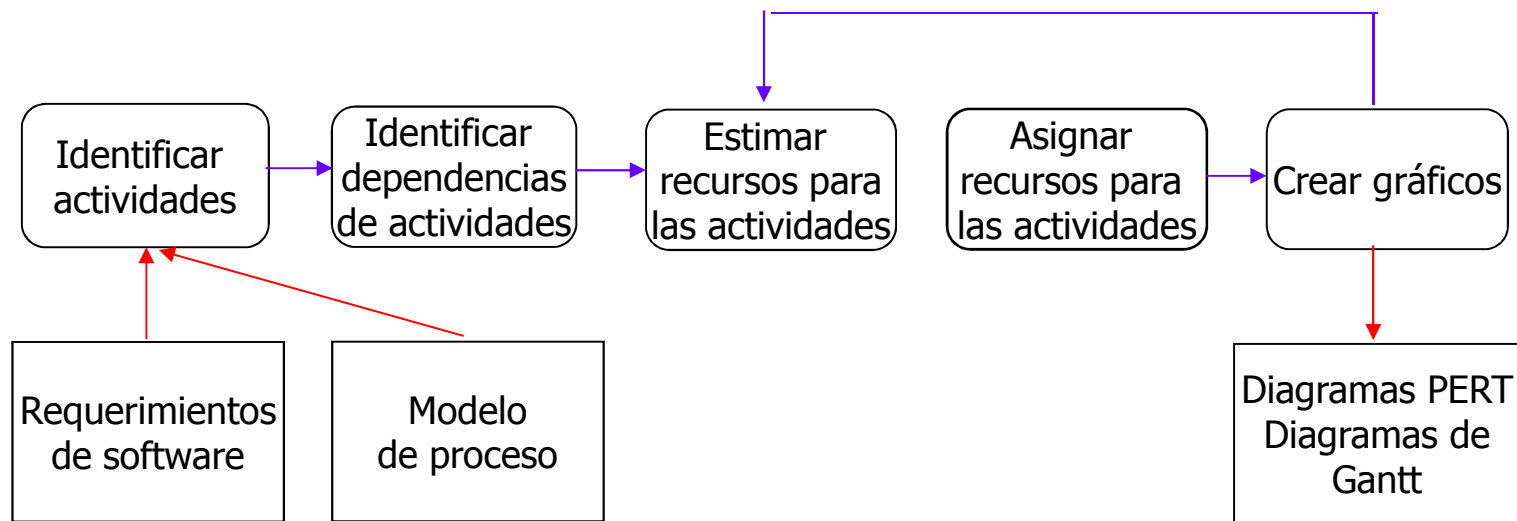 Identificar
actividades
Identificar
dependencias
de actividades
Estimar
recursos para
las actividades
Asignar
recursos para
las actividades
Crear gráficos
Requerimientos
de software
Modelo
de proceso
Diagramas PERT
Diagramas de
Gantt